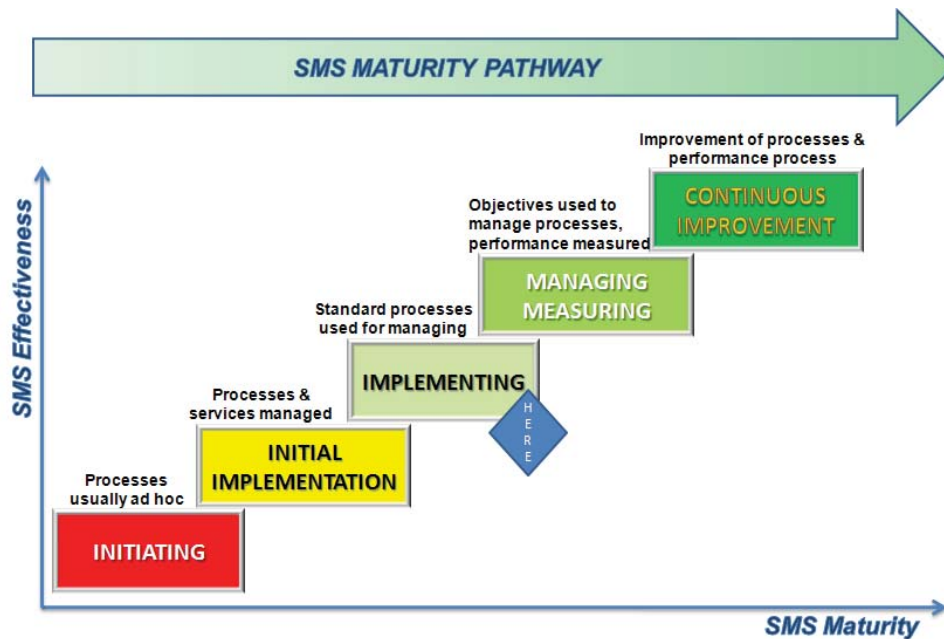 SMS MATURITY PATHWAY
Improvement of processes &
performance process
CONTINUOUS
IMPROVEMENT
Objectives used to
manage processes,
performance measured
MANAGING
MEASURING
Standard processes
used for managing
IMPLEMENTING
H
E
R
E
Processes &
services managed
INITIAL
IMPLEMENTATION
Processes
usually ad hoc
INITIATING
SMS Effectiveness
SMS Maturity